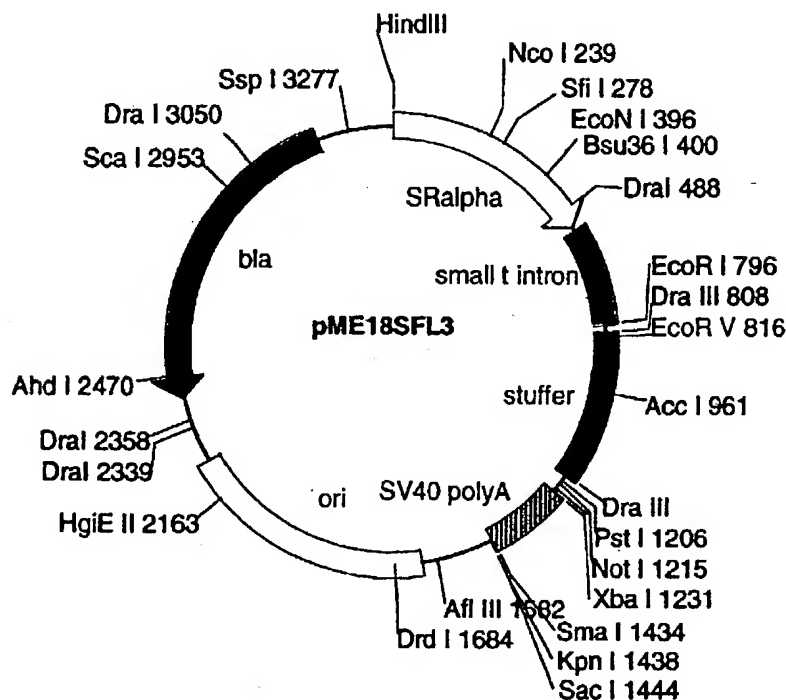 HindIII
Nco I 239
Sfi I 278
EcoN I 396
Bsu36 I 400
DraI 488
EcoR I 796
Dra III 808
EcoR V 816
Acc I 961
Dra III
Pst I 1206
Not I 1215
Xba I 1231
Sma I 1434
Kpn I 1438
Sac I 1444
Afl III 1682
Drd I 1684
HgiE II 2163
DraI 2339
DraI 2358
Ahd I 2470
Sca I 2953
Dra I 3050
Ssp I 3277
SRalpha
small t intron
stuffer
SV40 polyA
ori
bla
pME18SFL3